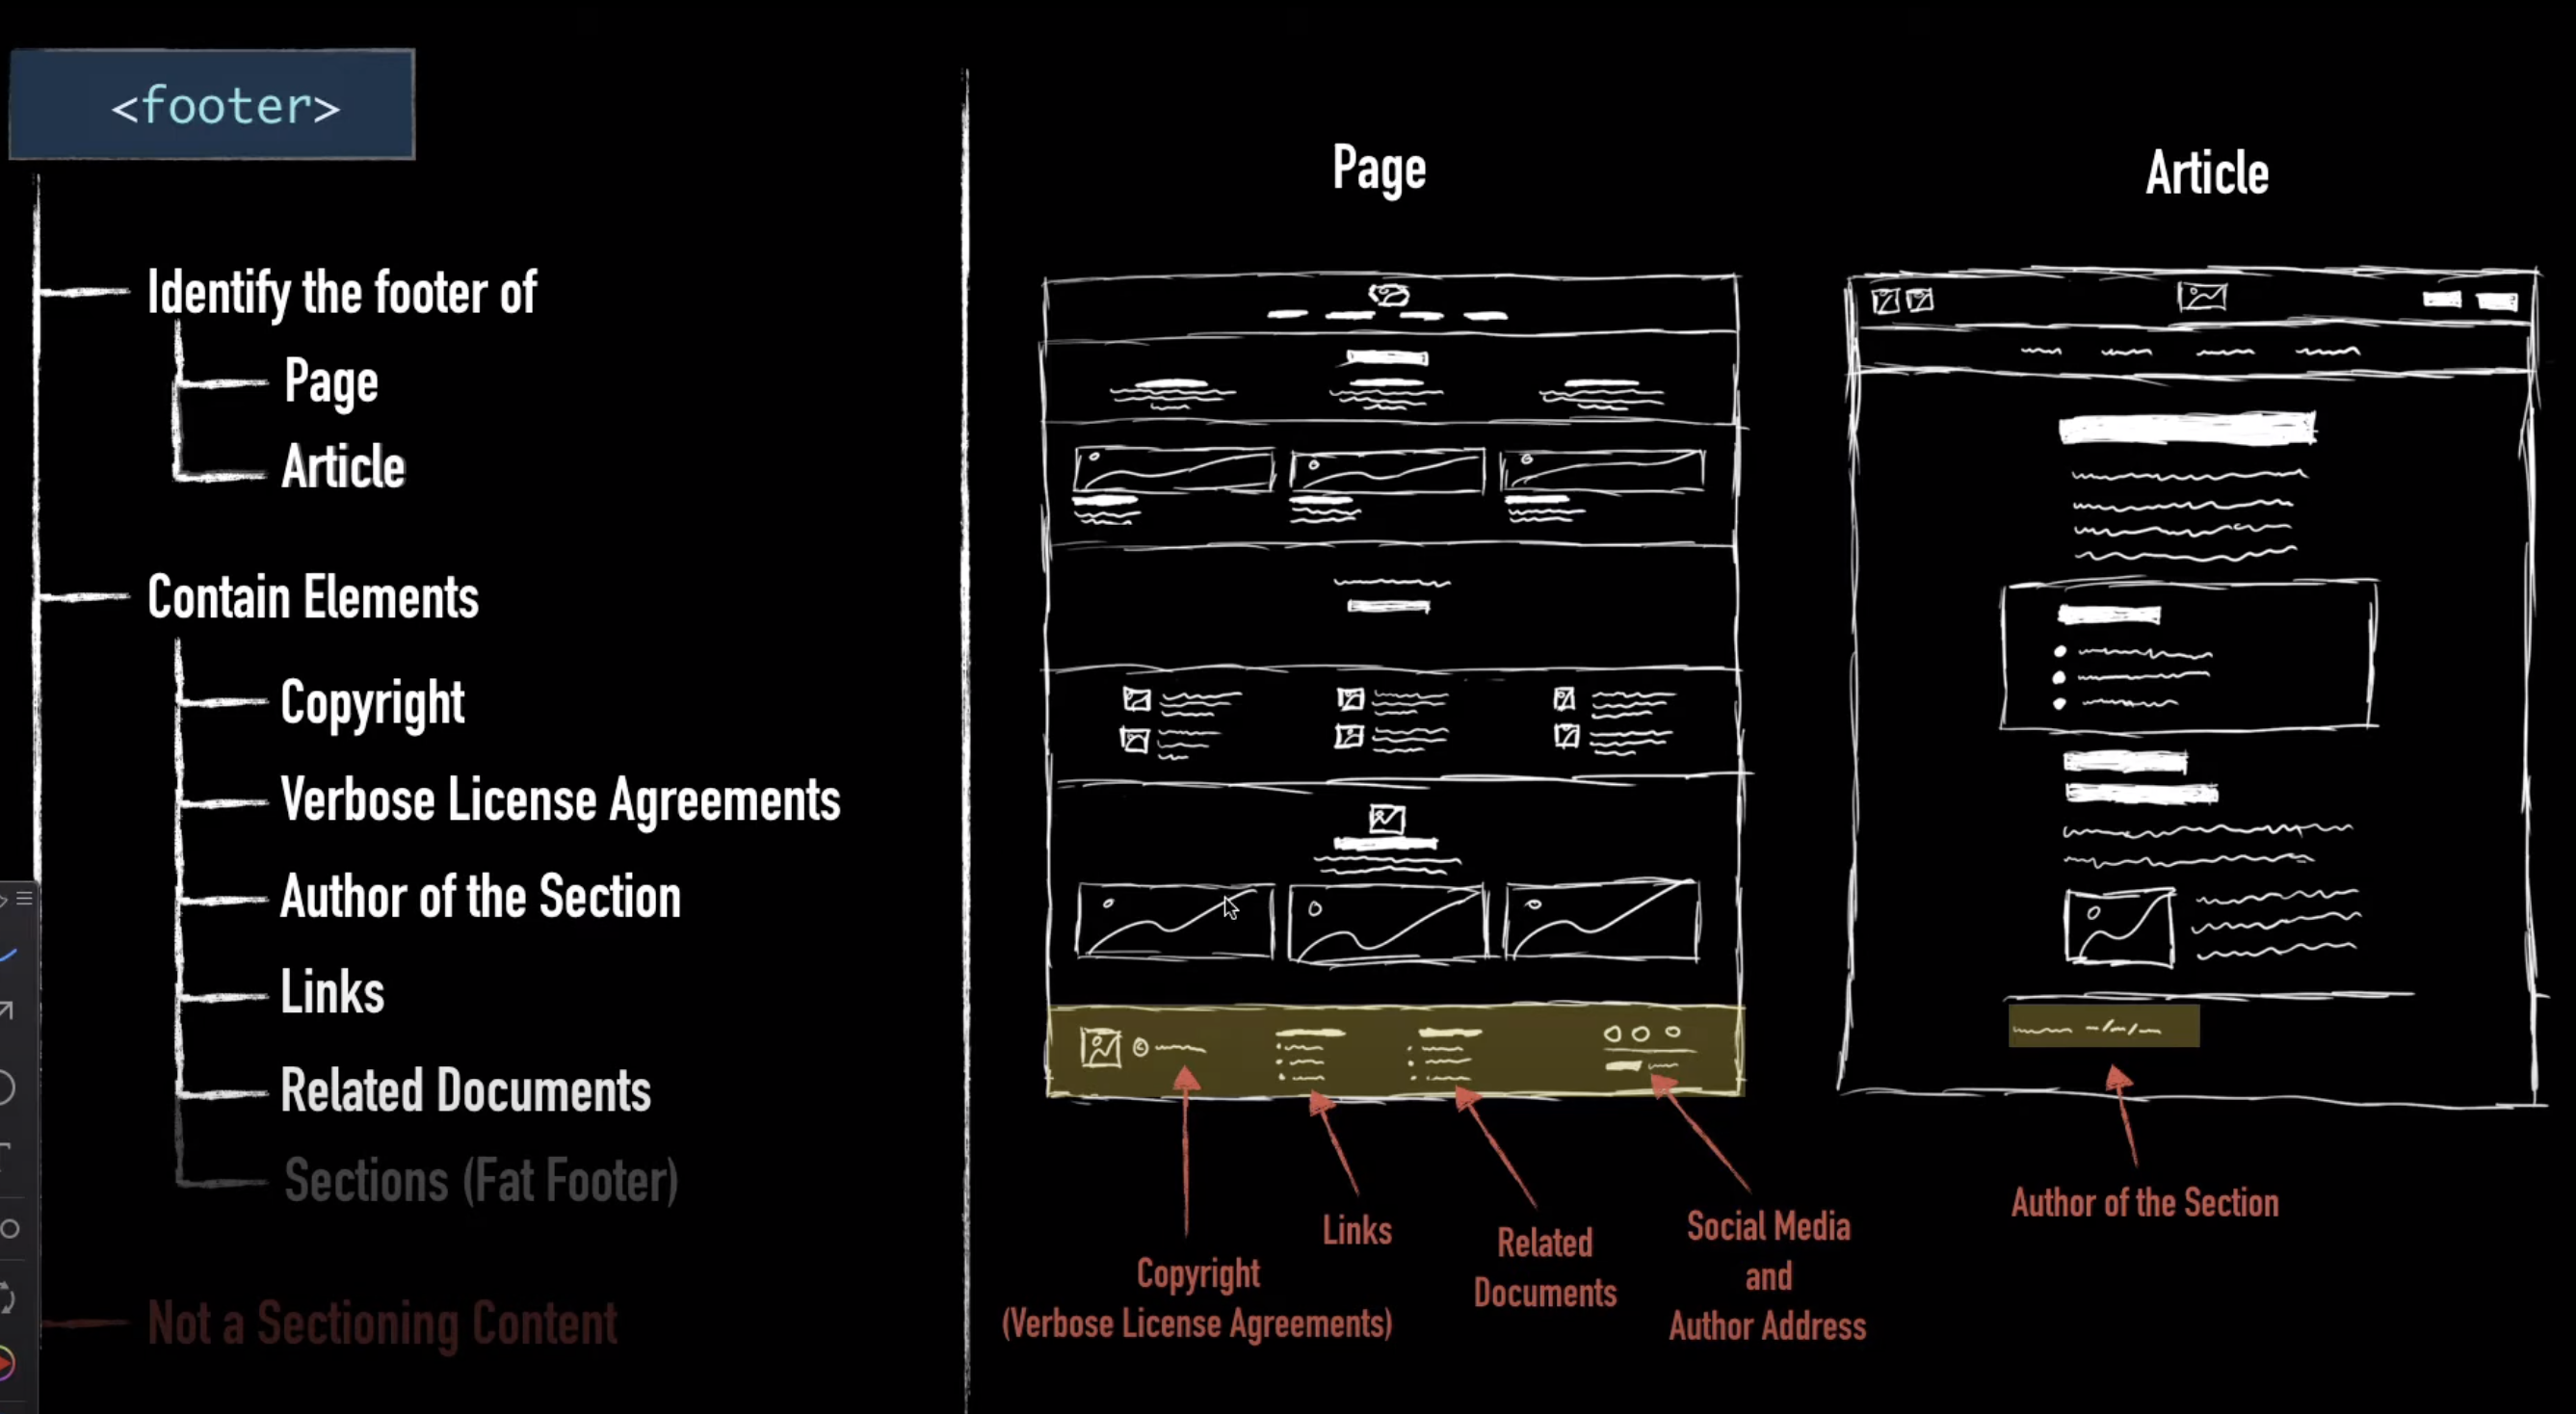 <footer>
Identify the footer of
Page
Article
Contain Elements
Copyright
Verbose License Agreements
Author of the Section
Links
Related Documents
Sections (Fat Footer)
Not a Sectioning Content
Page
Article
Copyright
(Verbose License Agreements)
Links
Related
Documents
Social Media
and
Author Address
Author of the Section